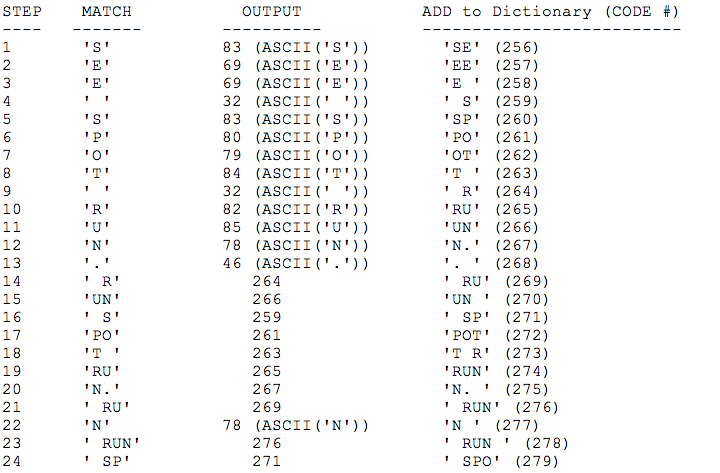 STEP    MATCH            OUTPUT            ADD to Dictionary (CODE #)
----   -------         ----------          --------------------------
1       'S'            83 (ASCII('S'))       'SE' (256)
2       'E'            69 (ASCII('E'))       'EE' (257)
3       'E'            69 (ASCII('E'))       'E ' (258)
4       ' '            32 (ASCII(' '))       ' S' (259)
5       'S'            83 (ASCII('S'))       'SP' (260)
6       'P'            80 (ASCII('P'))       'PO' (261)
7       'O'            79 (ASCII('O'))       'OT' (262)
8       'T'            84 (ASCII('T'))       'T ' (263)
9       ' '            32 (ASCII(' '))       ' R' (264)
10      'R'            82 (ASCII('R'))       'RU' (265)
11      'U'            85 (ASCII('U'))       'UN' (266)
12      'N'            78 (ASCII('N'))       'N.' (267)
13      '.'            46 (ASCII('.'))       '. ' (268)
14      ' R'              264                ' RU' (269)
15      'UN'              266                'UN ' (270)
16      ' S'              259                ' SP' (271)
17      'PO'              261                'POT' (272)
18      'T '              263                'T R' (273)
19      'RU'              265                'RUN' (274)
20      'N.'              267                'N. ' (275)
21      ' RU'             269                ' RUN' (276)
22      'N'            78 (ASCII('N'))       'N ' (277)
23      ' RUN'            276                ' RUN ' (278)
24      ' SP'             271                ' SPO' (279)